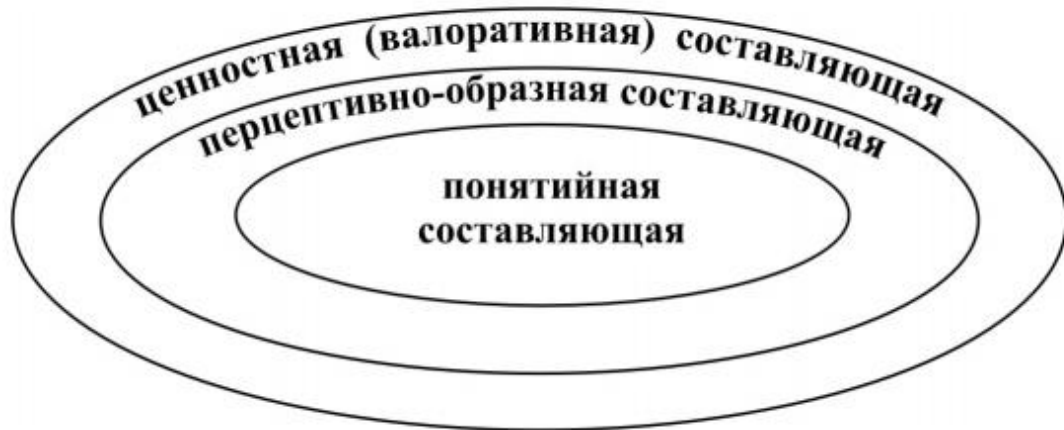 ценностная (валоративная) составляющая
перцептивно-образная составляющая
понятийная
составляющая